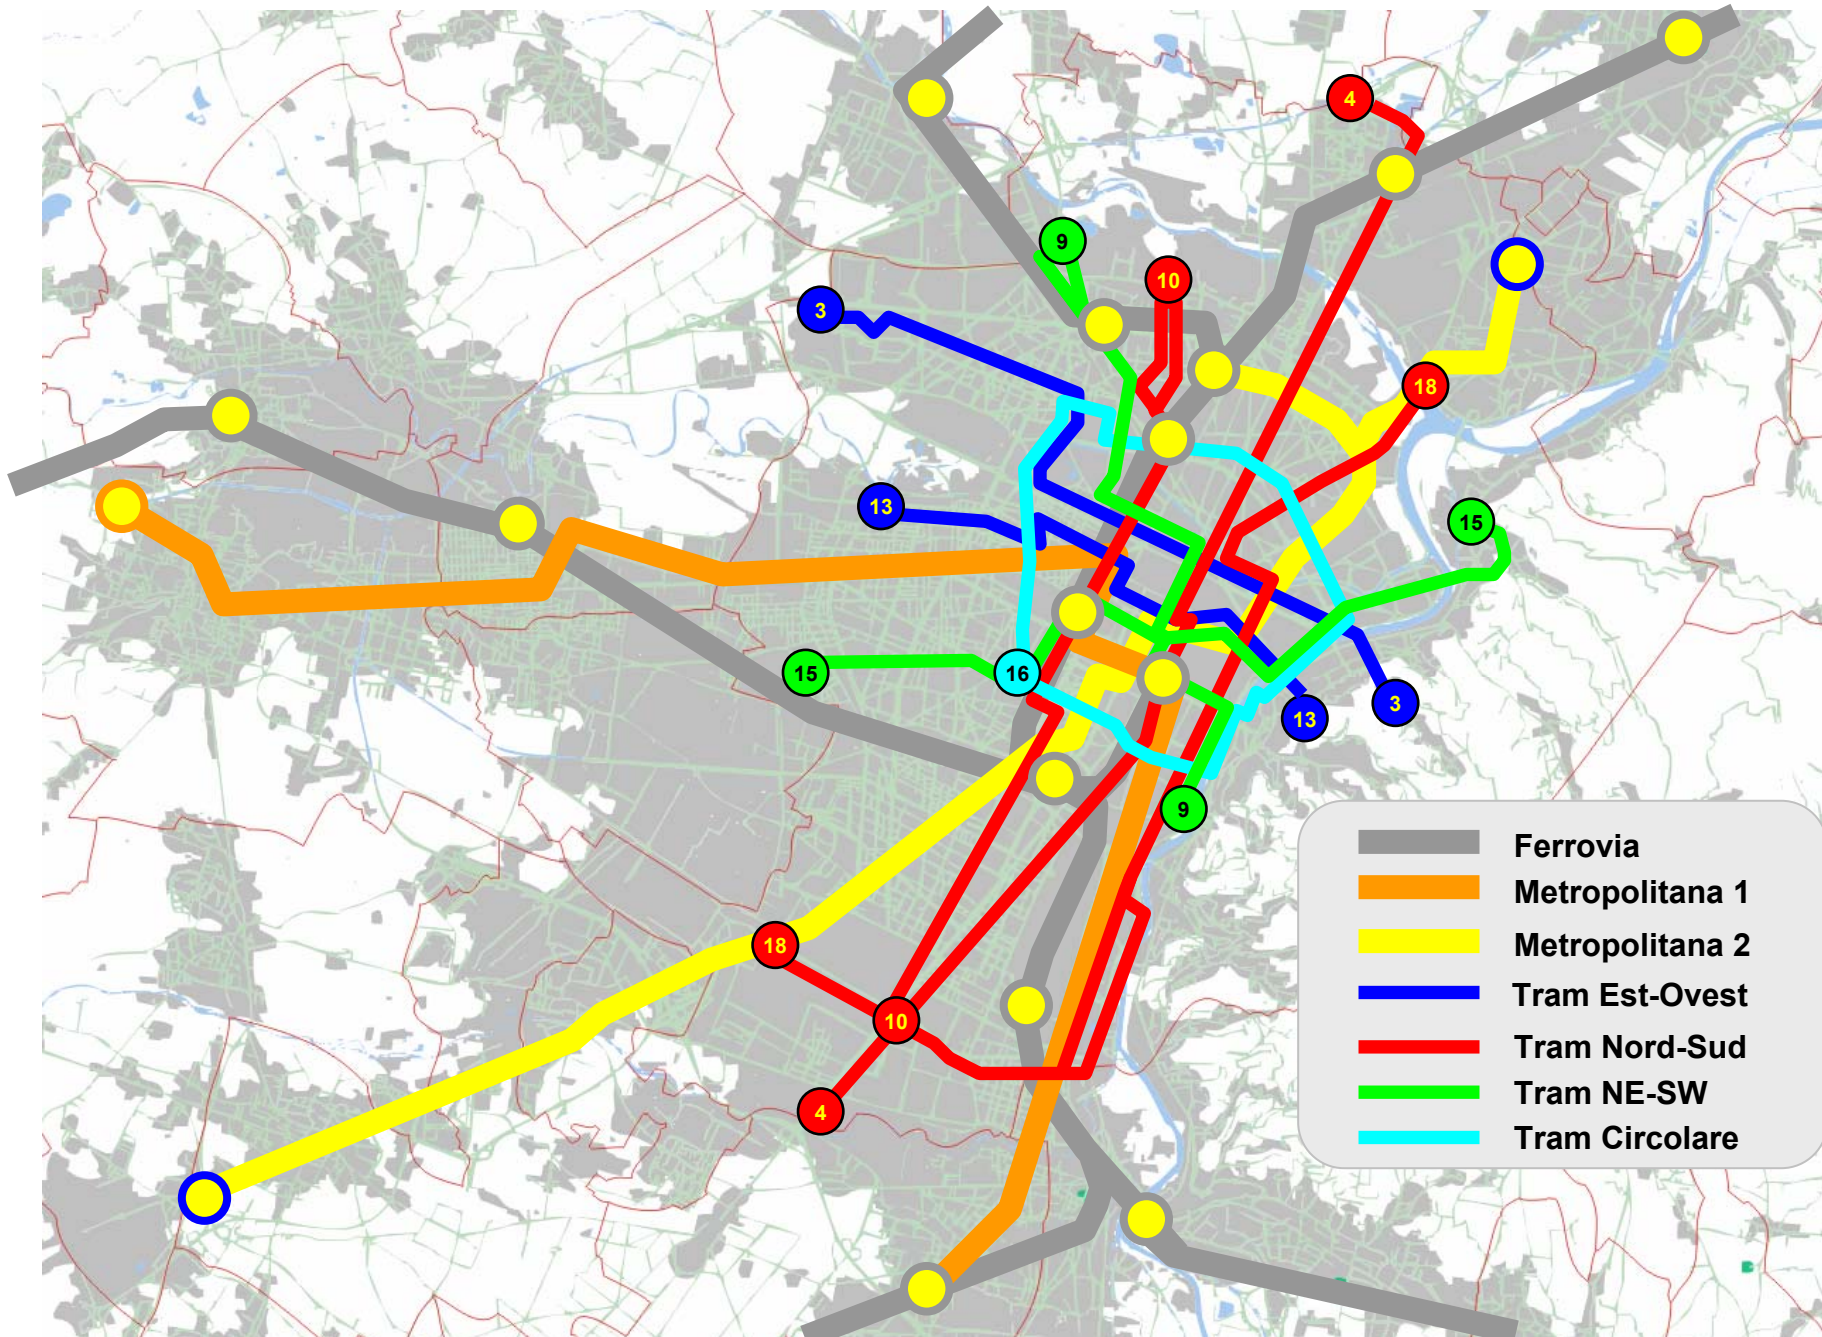 4
9
10
3
18
13
15
15
16
3
13
9
18
10
4
Ferrovia
Metropolitana 1
Metropolitana 2
Tram Est-Ovest
Tram Nord-Sud
Tram NE-SW
Tram Circolare